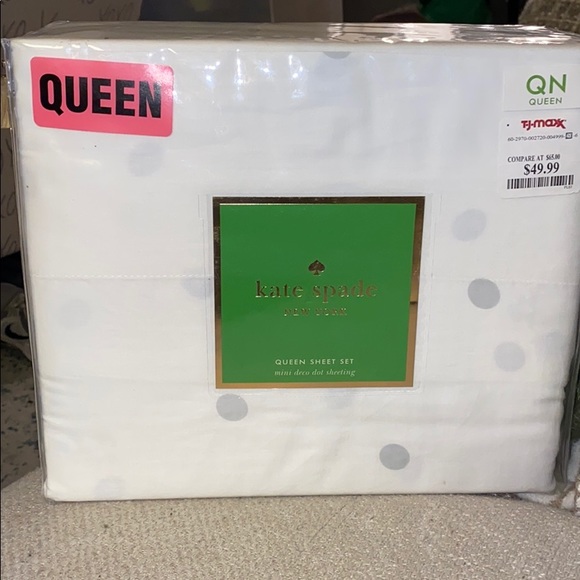 QUEEN
QN
QUEEN
T·J·maxx
COMPARE AT $65.00
$49.99
kate spade
NEW YORK
QUEEN SHEET SET
mini deco dot sheeting